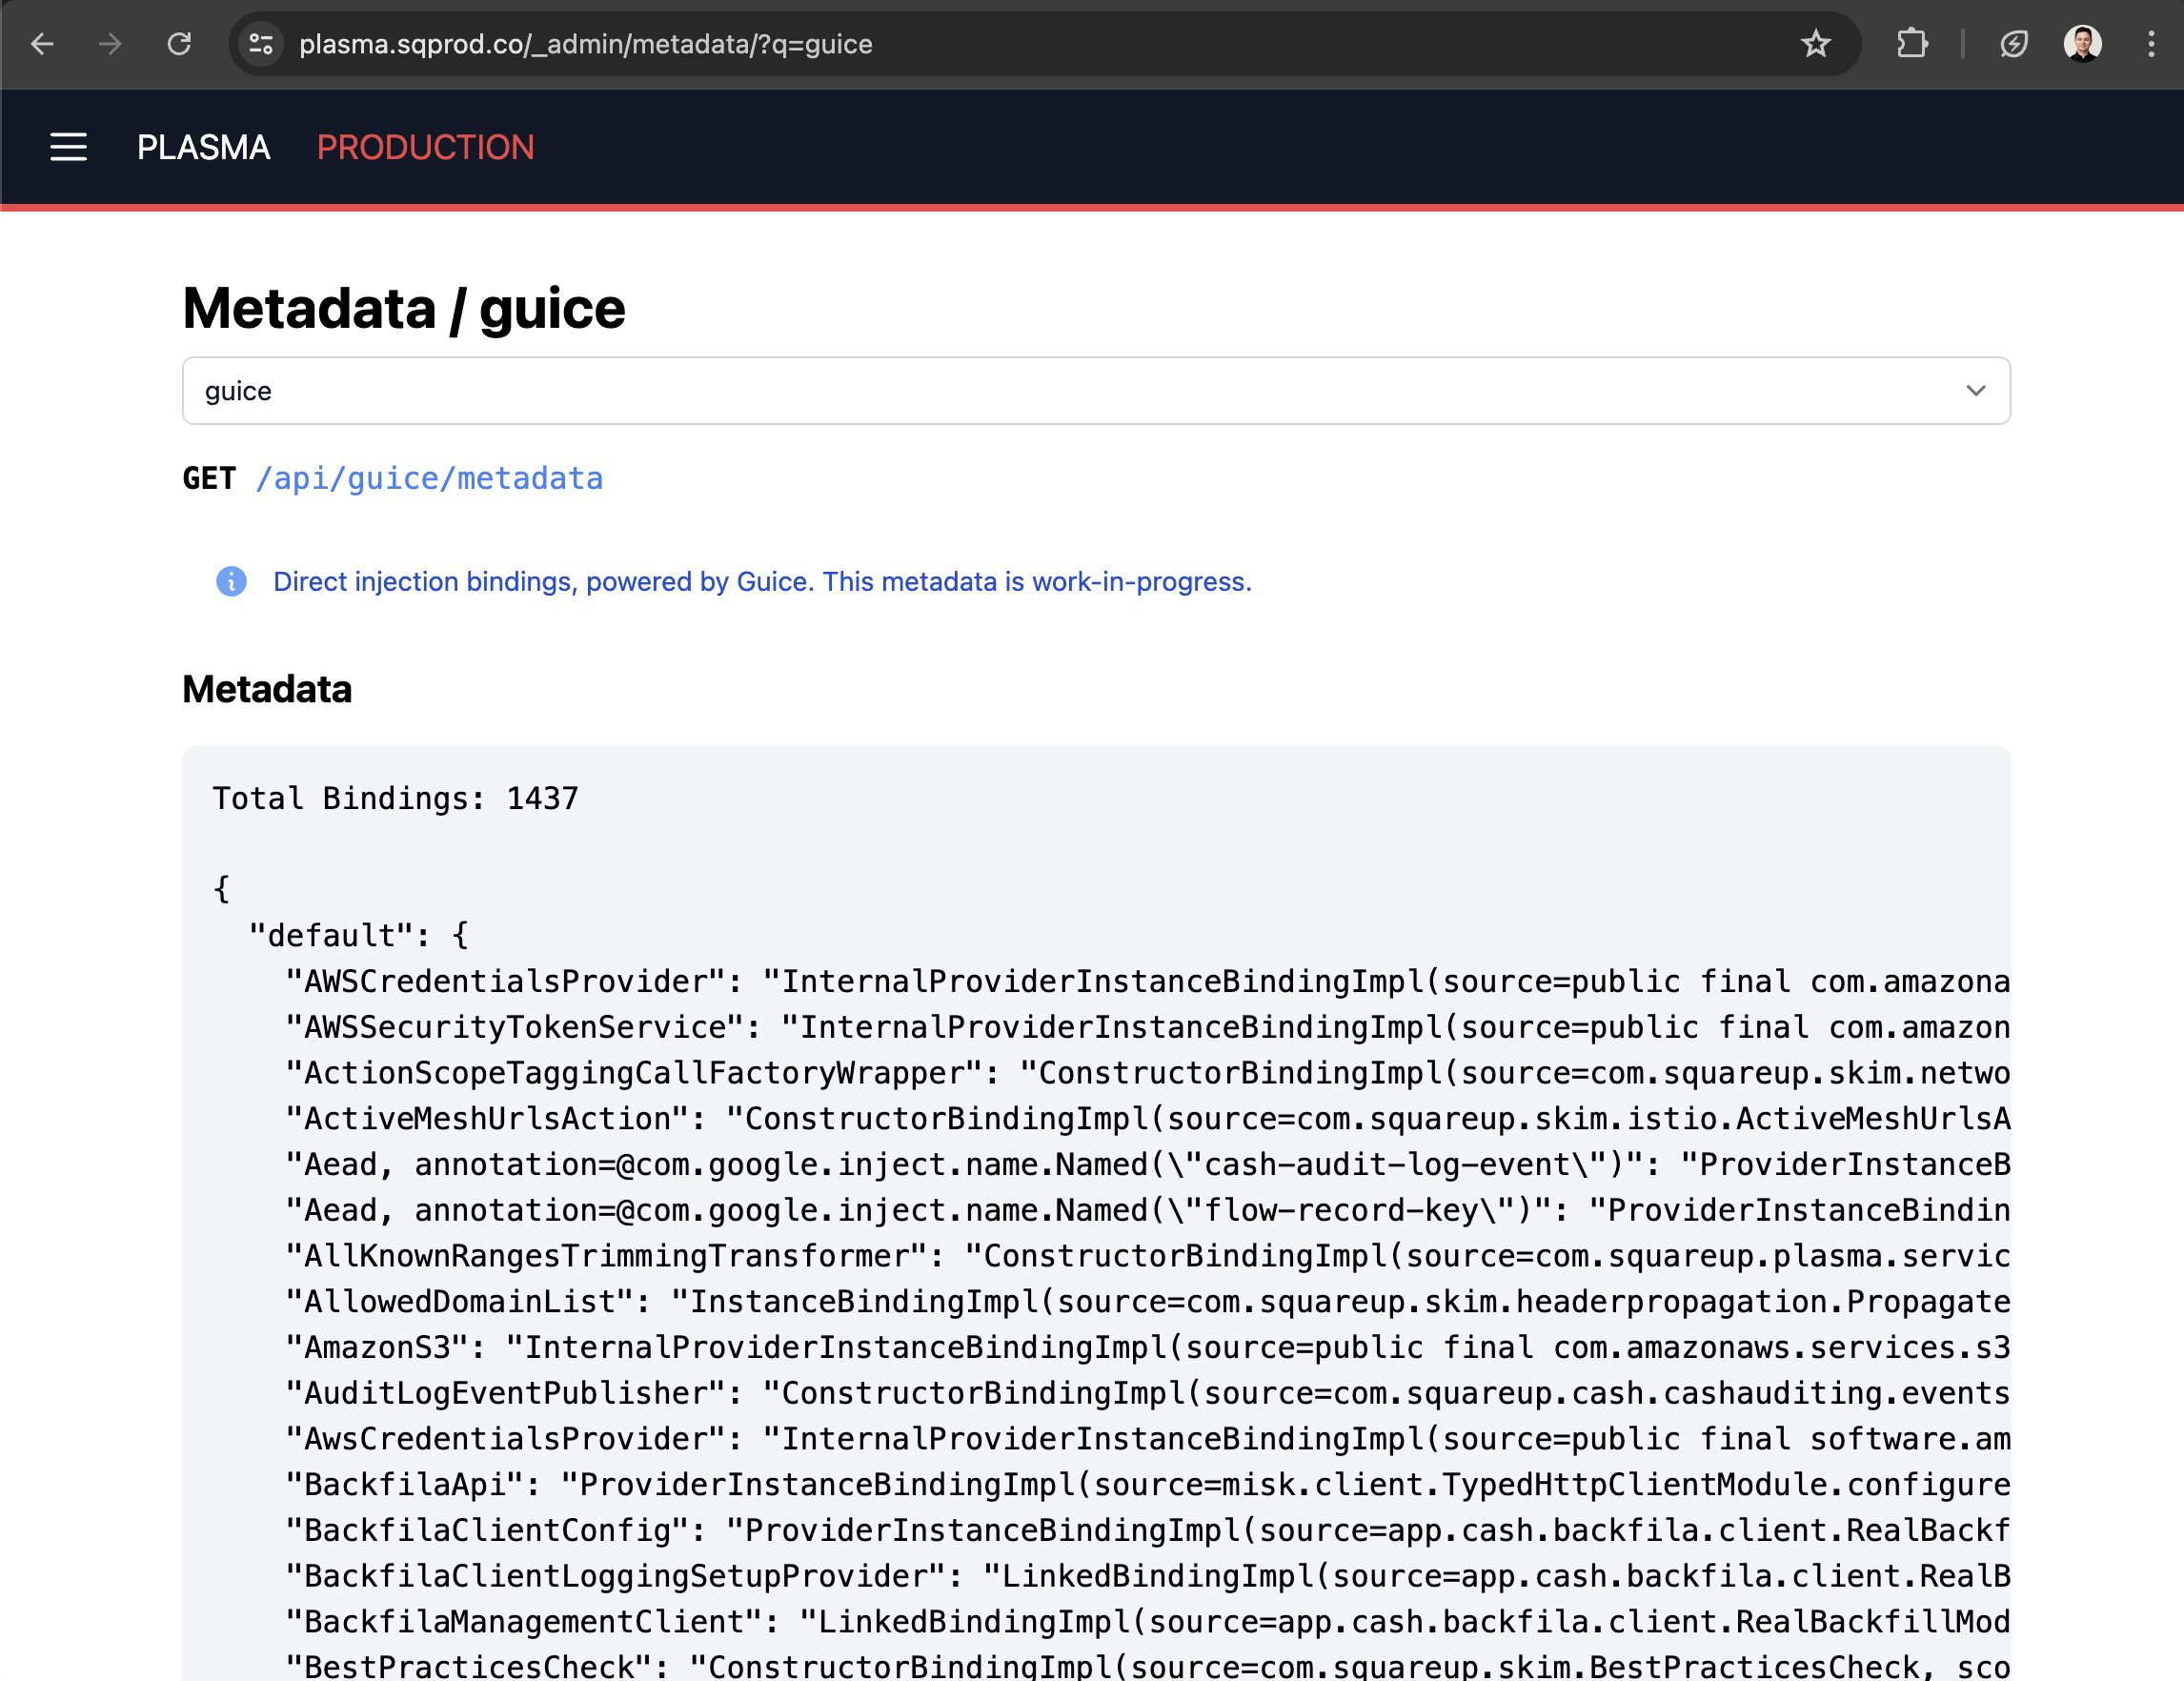 plasma.sqprod.co/_admin/metadata/?q=guice
PLASMA PRODUCTION
Metadata / guice
guice
GET /api/guice/metadata
Direct injection bindings, powered by Guice. This metadata is work-in-progress.
Metadata
Total Bindings: 1437
{
"default": {
"AWSCredentialsProvider": "InternalProviderInstanceBindingImpl(source=public final com.amazona
"AWSSecurityTokenService": "InternalProviderInstanceBindingImpl(source=public final com.amazon
"ActionScopeTaggingCallFactoryWrapper": "ConstructorBindingImpl(source=com.squareup.skim.netwo
"ActiveMeshUrlsAction": "ConstructorBindingImpl(source=com.squareup.skim.istio.ActiveMeshUrlsA
"Aead, annotation=@com.google.inject.name.Named(\"cash-audit-log-event\")": "ProviderInstanceB
"Aead, annotation=@com.google.inject.name.Named(\"flow-record-key\")": "ProviderInstanceBindin
"AllKnownRangesTrimmingTransformer": "ConstructorBindingImpl(source=com.squareup.plasma.servic
"AllowedDomainList": "InstanceBindingImpl(source=com.squareup.skim.headerpropagation.Propagate
"AmazonS3": "InternalProviderInstanceBindingImpl(source=public final com.amazonaws.services.s3
"AuditLogEventPublisher": "ConstructorBindingImpl(source=com.squareup.cash.cashauditing.events
"AwsCredentialsProvider": "InternalProviderInstanceBindingImpl(source=public final software.am
"BackfilaApi": "ProviderInstanceBindingImpl(source=misk.client.TypedHttpClientModule.configure
"BackfilaClientConfig": "ProviderInstanceBindingImpl(source=app.cash.backfila.client.RealBackf
"BackfilaClientLoggingSetupProvider": "LinkedBindingImpl(source=app.cash.backfila.client.RealB
"BackfilaManagementClient": "LinkedBindingImpl(source=app.cash.backfila.client.RealBackfillMod
"BestPracticesCheck": "ConstructorBindingImpl(source=com.squareup.skim.BestPracticesCheck, sco